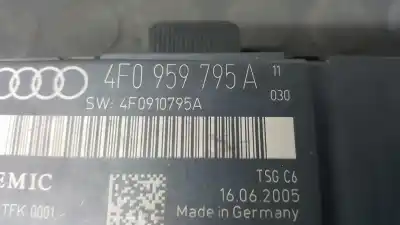 4F0 959 795 A 11
SW: 4F0910795A 030
EMIC
TSG C6
16.06.2005
TFK 0001.-
Made in Germany